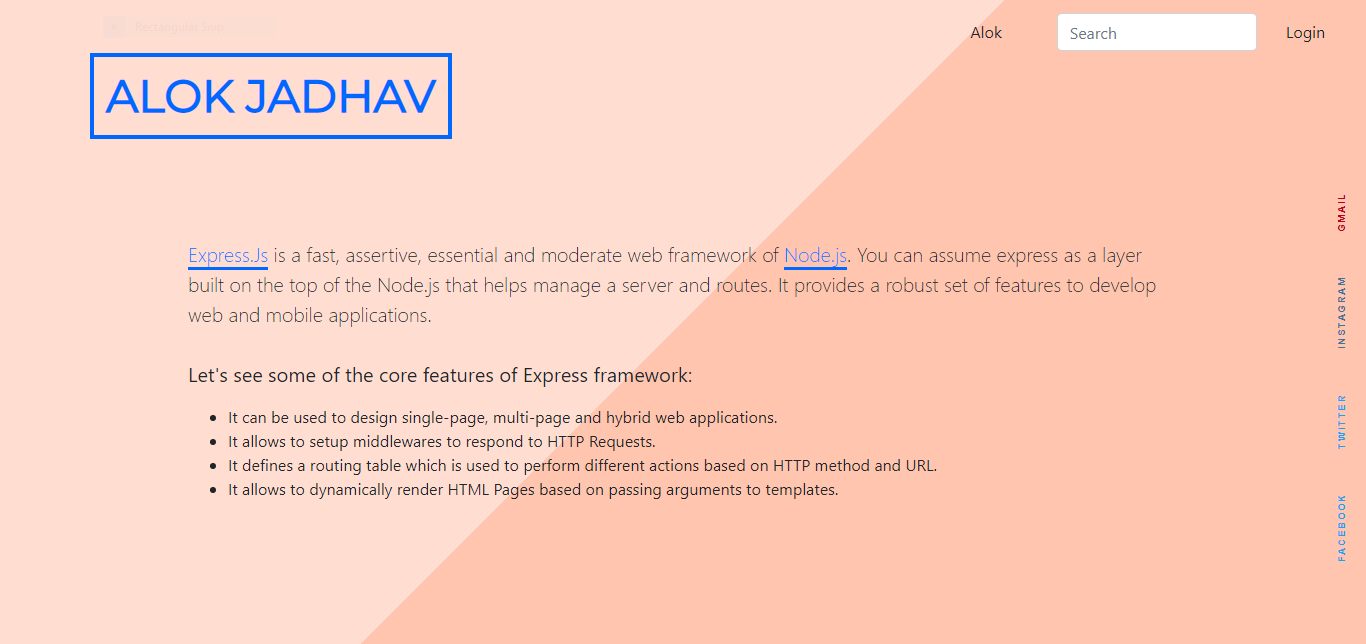 Rectangular Snip
Alok
Search
Login
ALOK JADHAV
Express.Js is a fast, assertive, essential and moderate web framework of Node.js. You can assume express as a layer
built on the top of the Node.js that helps manage a server and routes. It provides a robust set of features to develop
web and mobile applications.
Let's see some of the core features of Express framework:
It can be used to design single-page, multi-page and hybrid web applications.
It allows to setup middlewares to respond to HTTP Requests.
It defines a routing table which is used to perform different actions based on HTTP method and URL.
It allows to dynamically render HTML Pages based on passing arguments to templates.
GMAIL
INSTAGRAM
TWITTER
FACEBOOK